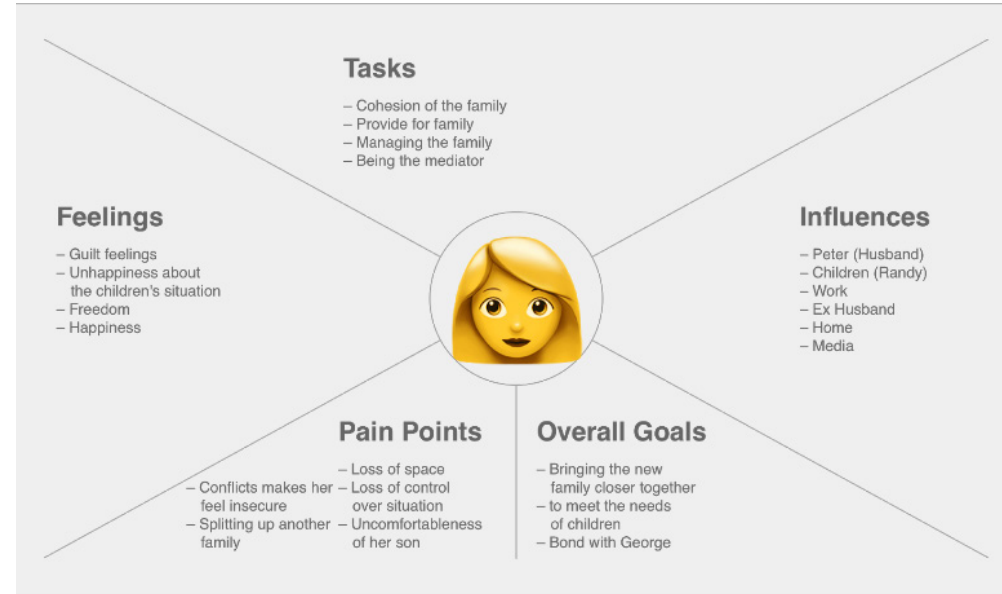 Tasks
– Cohesion of the family
– Provide for family
– Managing the family
– Being the mediator
Feelings
– Guilt feelings
– Unhappiness about
the children's situation
– Freedom
– Happiness
Influences
– Peter (Husband)
– Children (Randy)
– Work
– Ex Husband
– Home
– Media
Pain Points
– Conflicts makes her
feel insecure
– Splitting up another
family
– Loss of space
– Loss of control
over situation
– Uncomfortableness
of her son
Overall Goals
– Bringing the new
family closer together
– to meet the needs
of children
– Bond with George